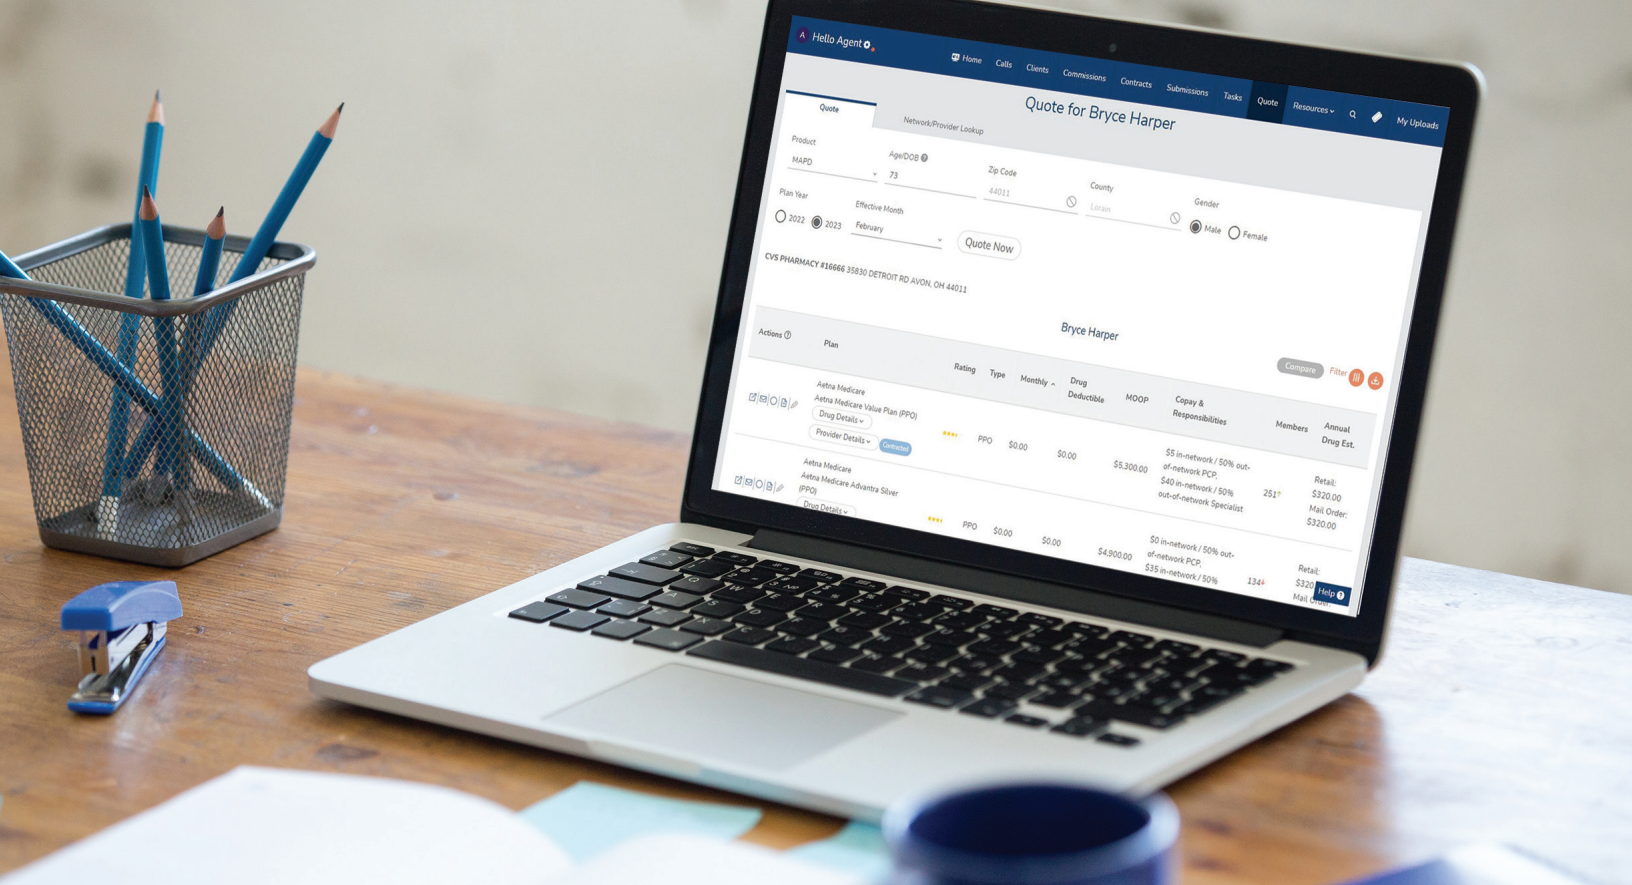 A Hello Agent
Home Calls Clients Commissions Contracts Submissions Tasks Quote Resources My Uploads
Quote for Bryce Harper
Quote Network/Provider Lookup
Product Age/DOB Zip Code County Gender
MAPD 73 44011 Lorain Male Female
Plan Year Effective Month
2022 2023 February Quote Now
CVS PHARMACY #16666 35830 DETROIT RD AVON, OH 44011
Bryce Harper
Compare Filter
Actions Plan Rating Type Monthly Drug Deductible MOOP Copay & Responsibilities Members Annual Drug Est.
Aetna Medicare
Aetna Medicare Value Plan (PPO)
Drug Details
Provider Details Contracted
PPO $0.00 $0.00 $5,300.00
$5 in-network / 50% out-
of-network PCP,
$40 in-network / 50%
out-of-network Specialist
251
Retail:
$320.00
Mail Order:
$320.00
Aetna Medicare
Aetna Medicare Advantra Silver
(PPO)
Drug Details
PPO $0.00 $0.00 $4,900.00
$0 in-network / 50% out-
of-network PCP,
$35 in-network / 50%
134
Retail:
$320
Mail
Help